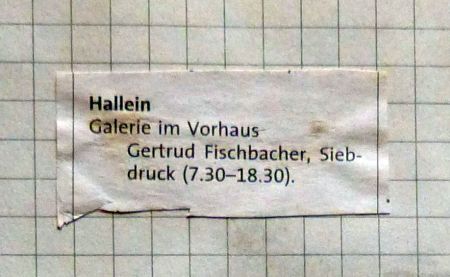 Hallein
Galerie im Vorhaus
Gertrud Fischbacher, Sieb-
druck (7.30–18.30).